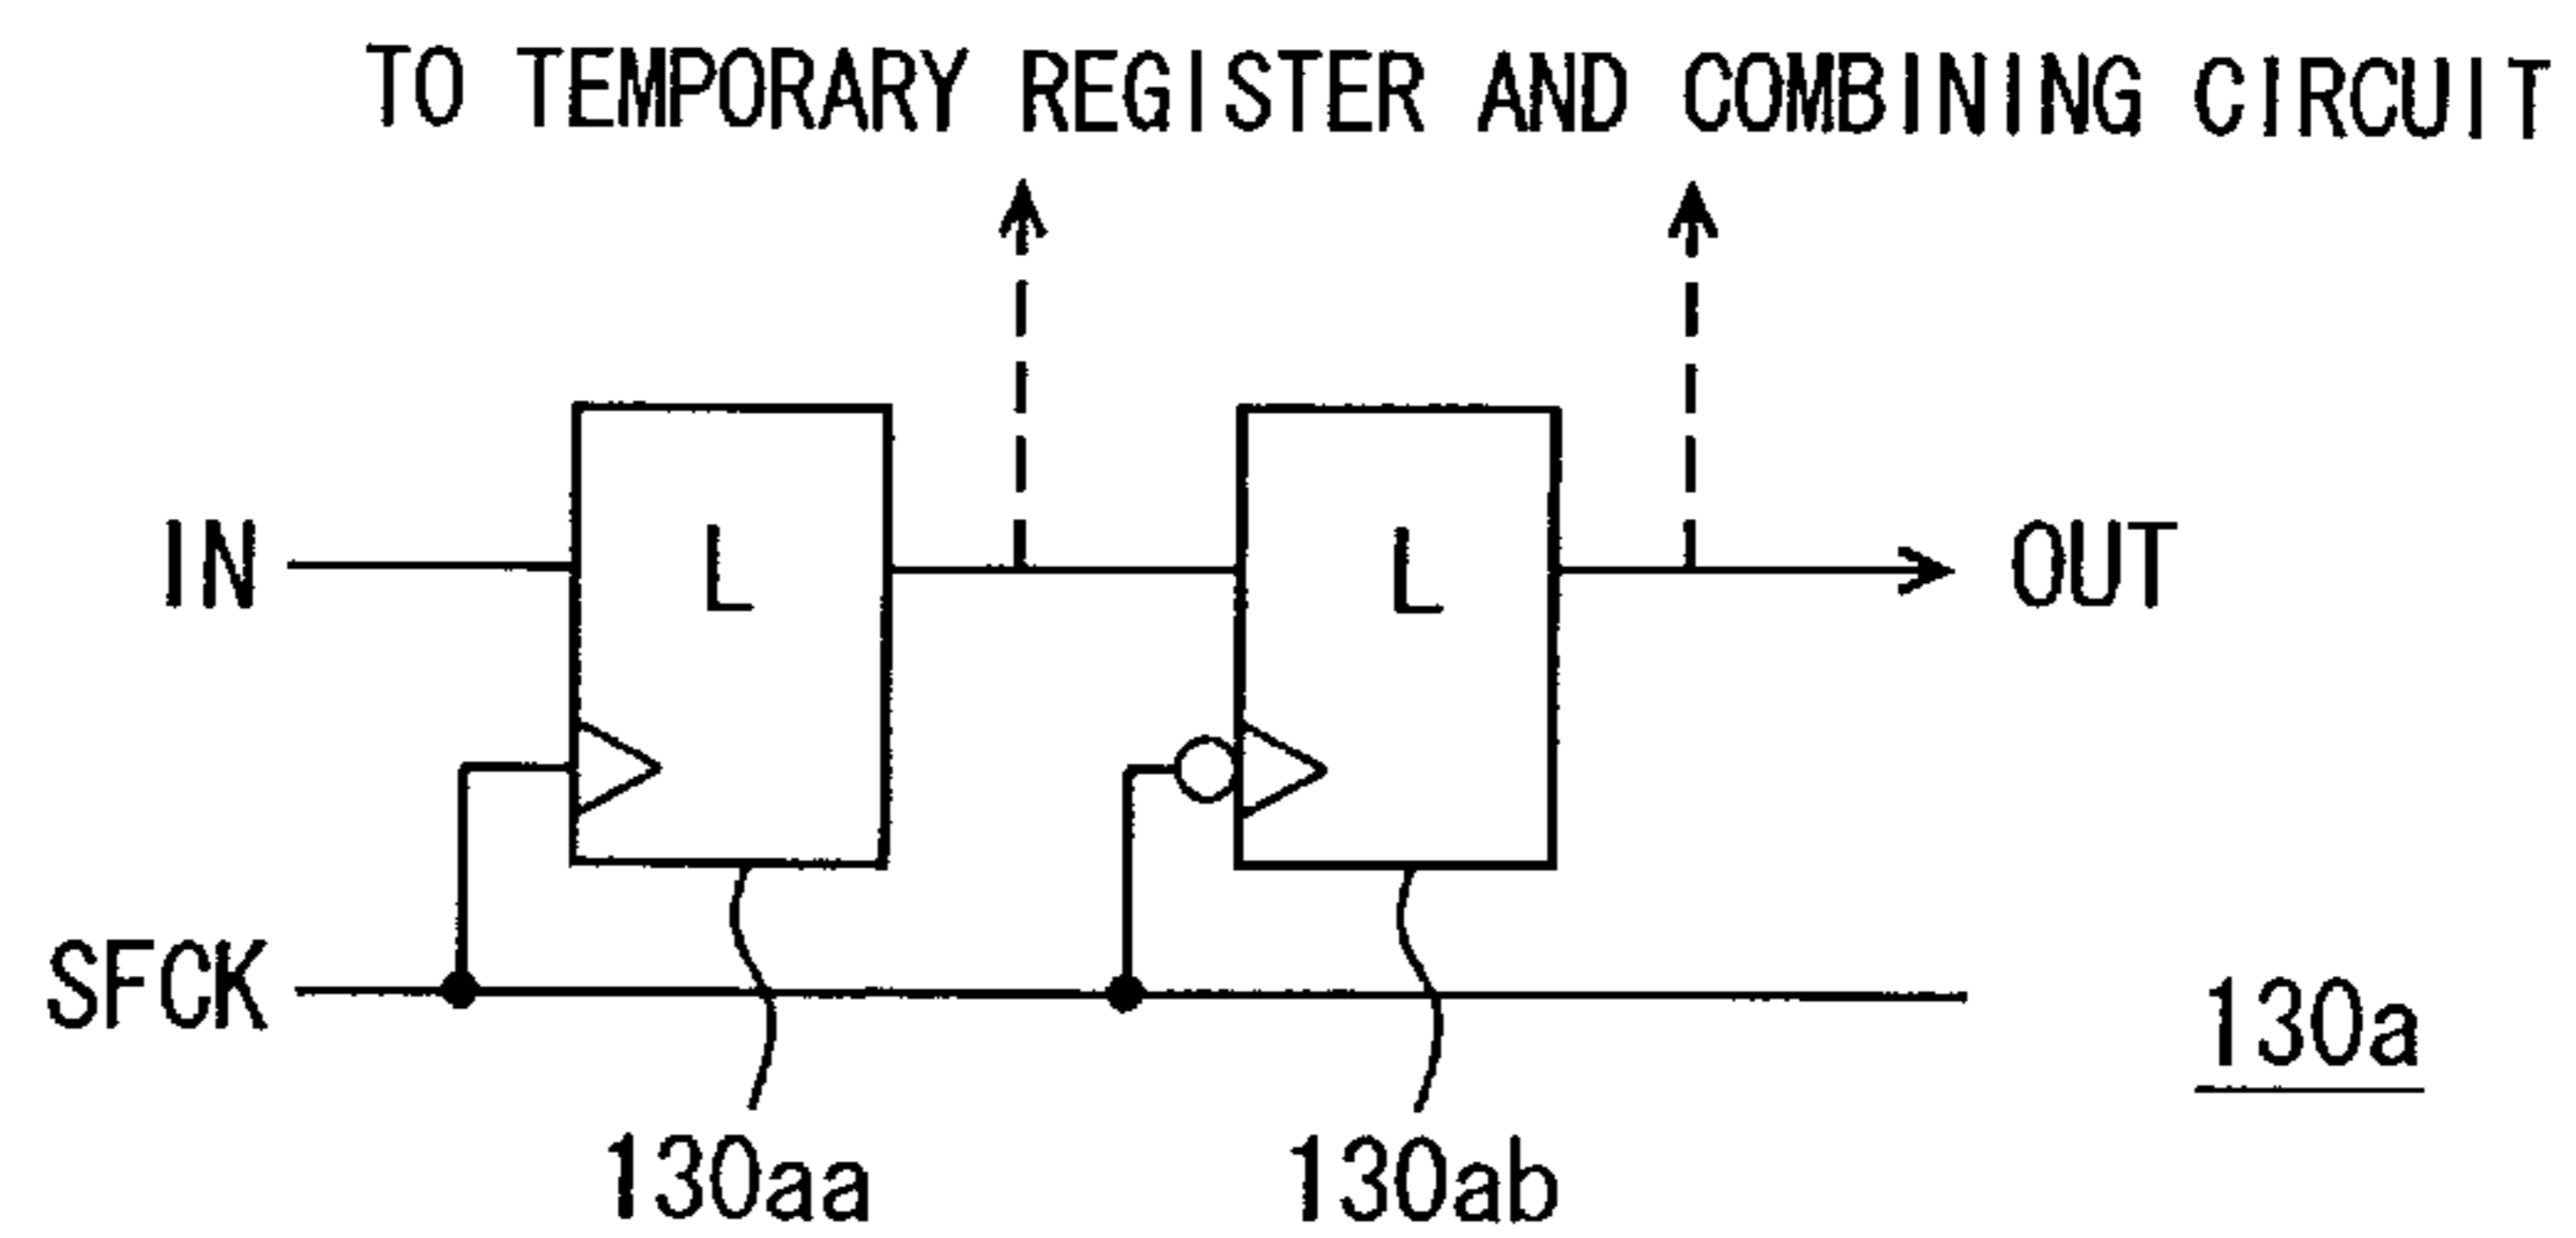 TO TEMPORARY REGISTER AND COMBINING CIRCUIT
IN
L
L
OUT
SFCK
130a
130aa
130ab